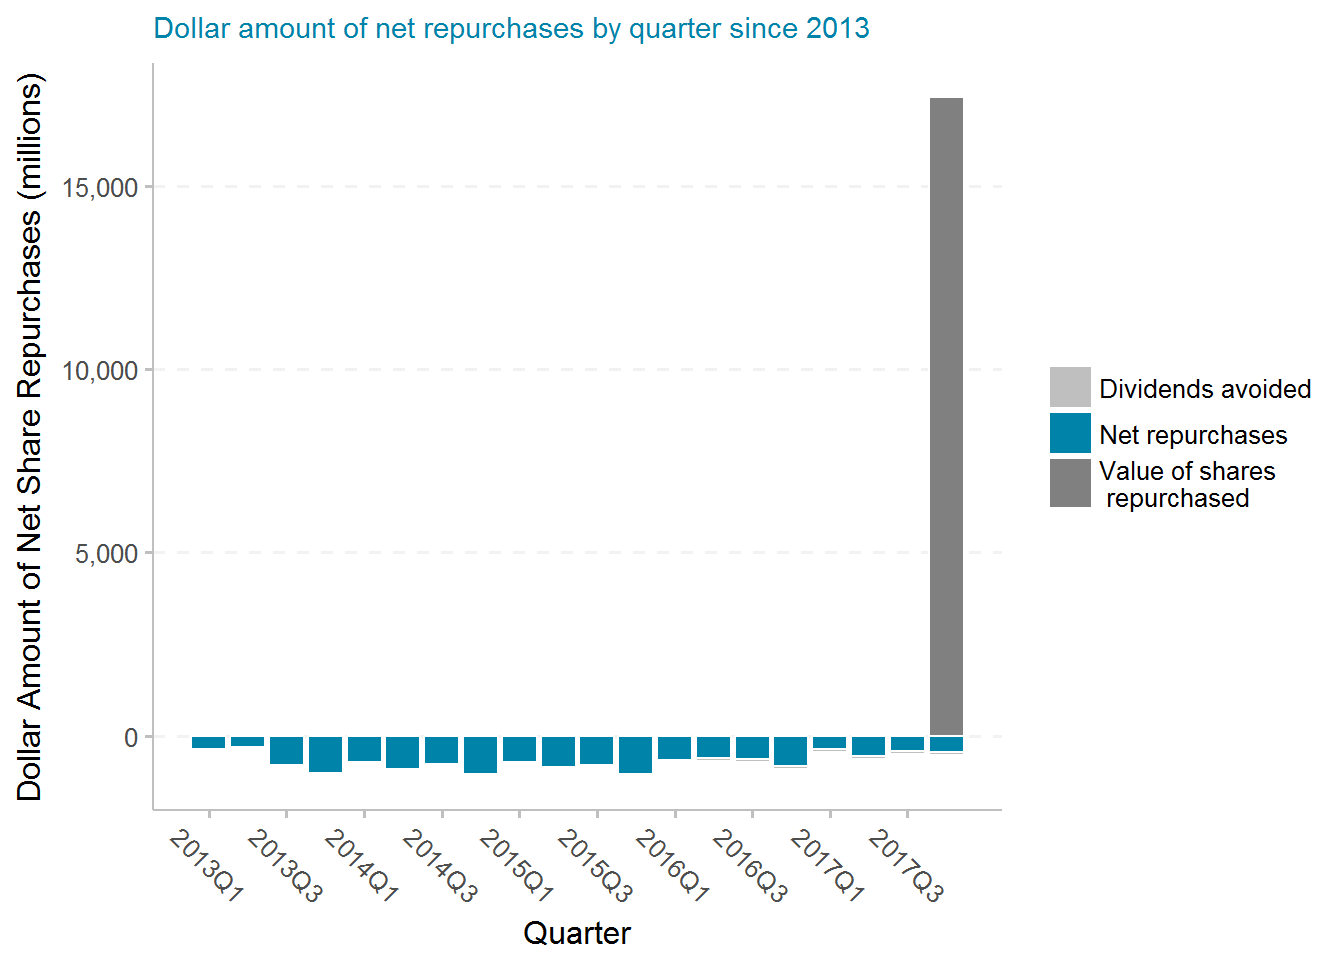 Dollar amount of net repurchases by quarter since 2013
Dollar Amount of Net Share Repurchases (millions)
15,000
10,000
5,000
0
2013Q1
2013Q3
2014Q1
2014Q3
2015Q1
2015Q3
2016Q1
2016Q3
2017Q1
2017Q3
Quarter
Dividends avoided
Net repurchases
Value of shares
repurchased